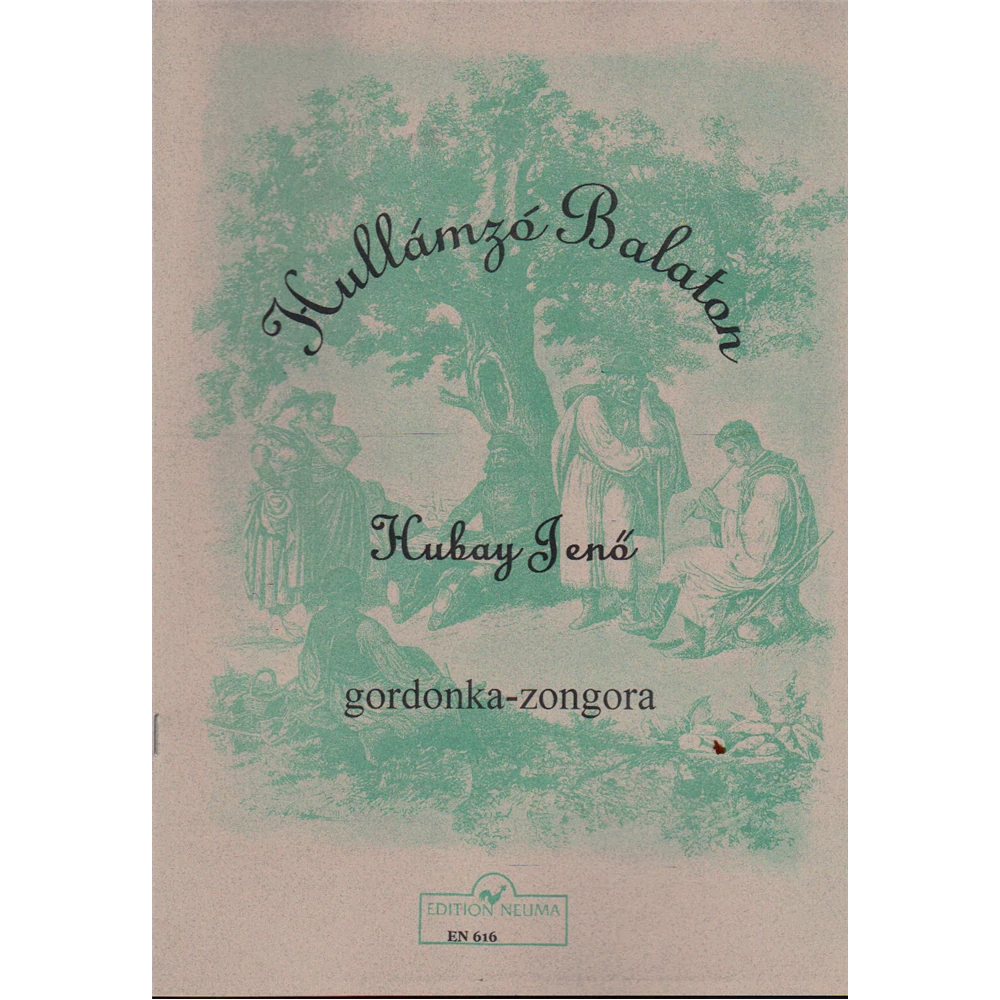 Hullámzó Balaton
Hubay Jenő
gordonka-zongora
EDITION NEUMA
EN 616